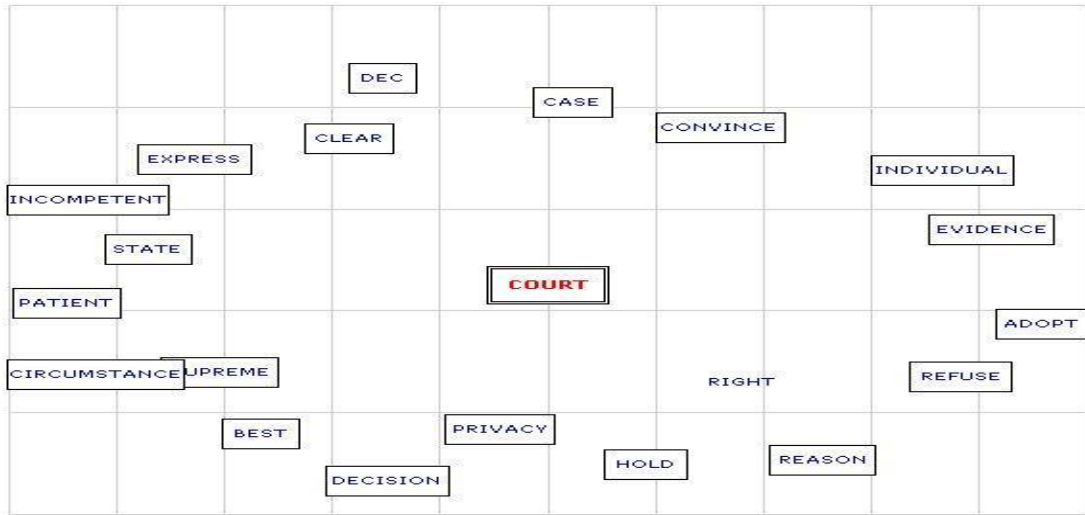 DEC
CASE
CONVINCE
CLEAR
EXPRESS
INDIVIDUAL
INCOMPETENT
EVIDENCE
STATE
COURT
PATIENT
ADOPT
CIRCUMSTANCE
UPREME
RIGHT
REFUSE
BEST
PRIVACY
HOLD
REASON
DECISION